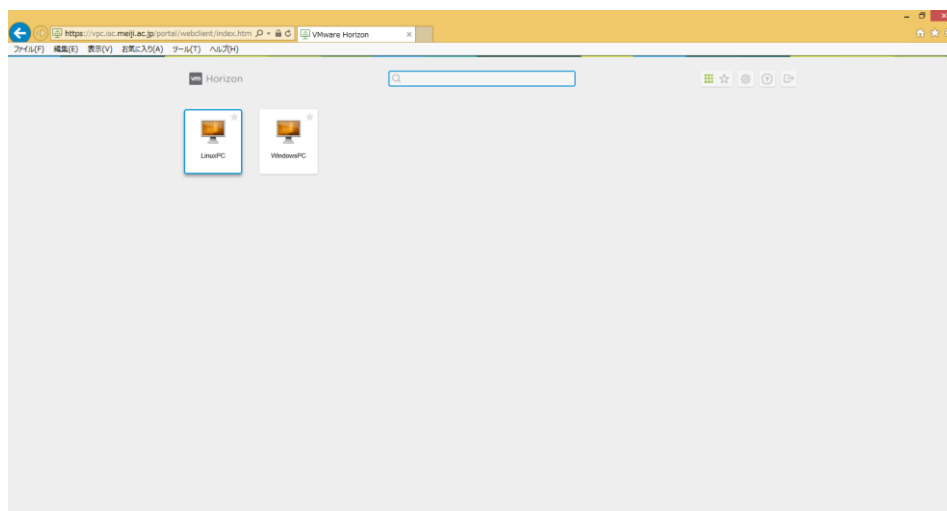 https://vpc.isc.meiji.ac.jp/portal/webclient/index.htm
VMware Horizon
ファイル(F) 編集(E) 表示(V) お気に入り(A) ツール(T) ヘルプ(H)
vm Horizon
LinuxPC
WindowsPC